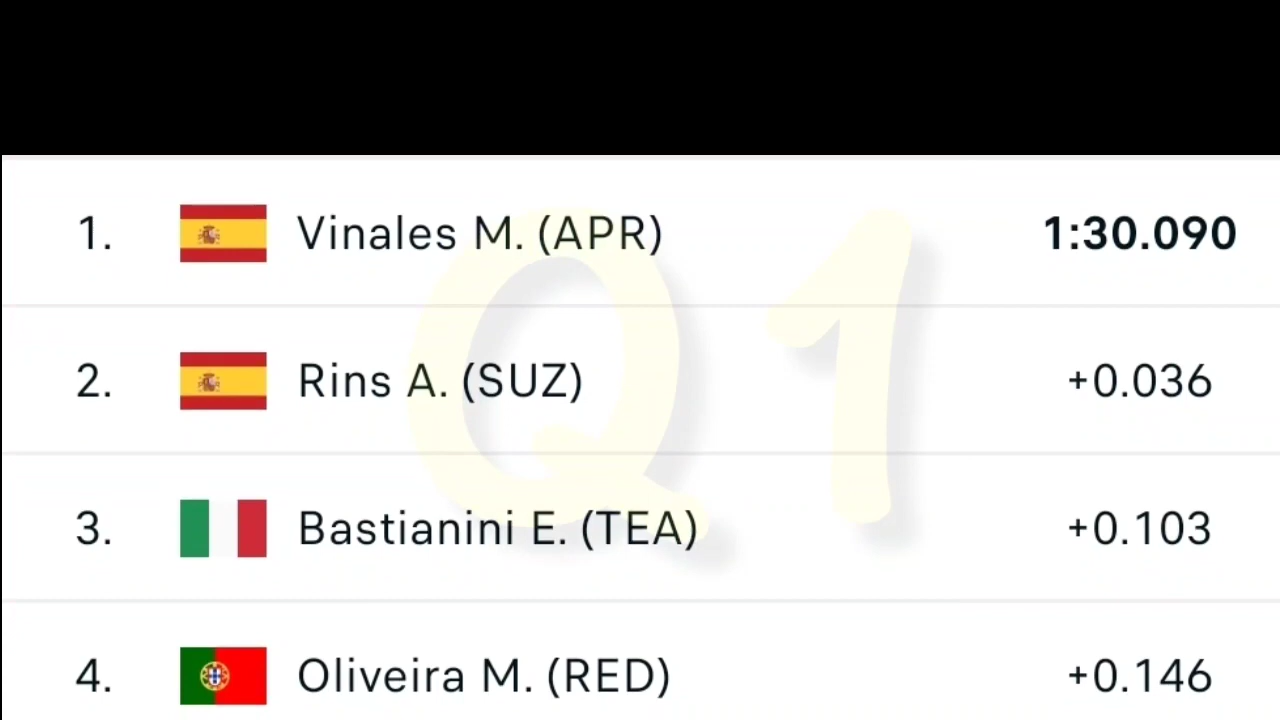 Q1
1. Vinales M. (APR) 1:30.090
2. Rins A. (SUZ) +0.036
3. Bastianini E. (TEA) +0.103
4. Oliveira M. (RED) +0.146